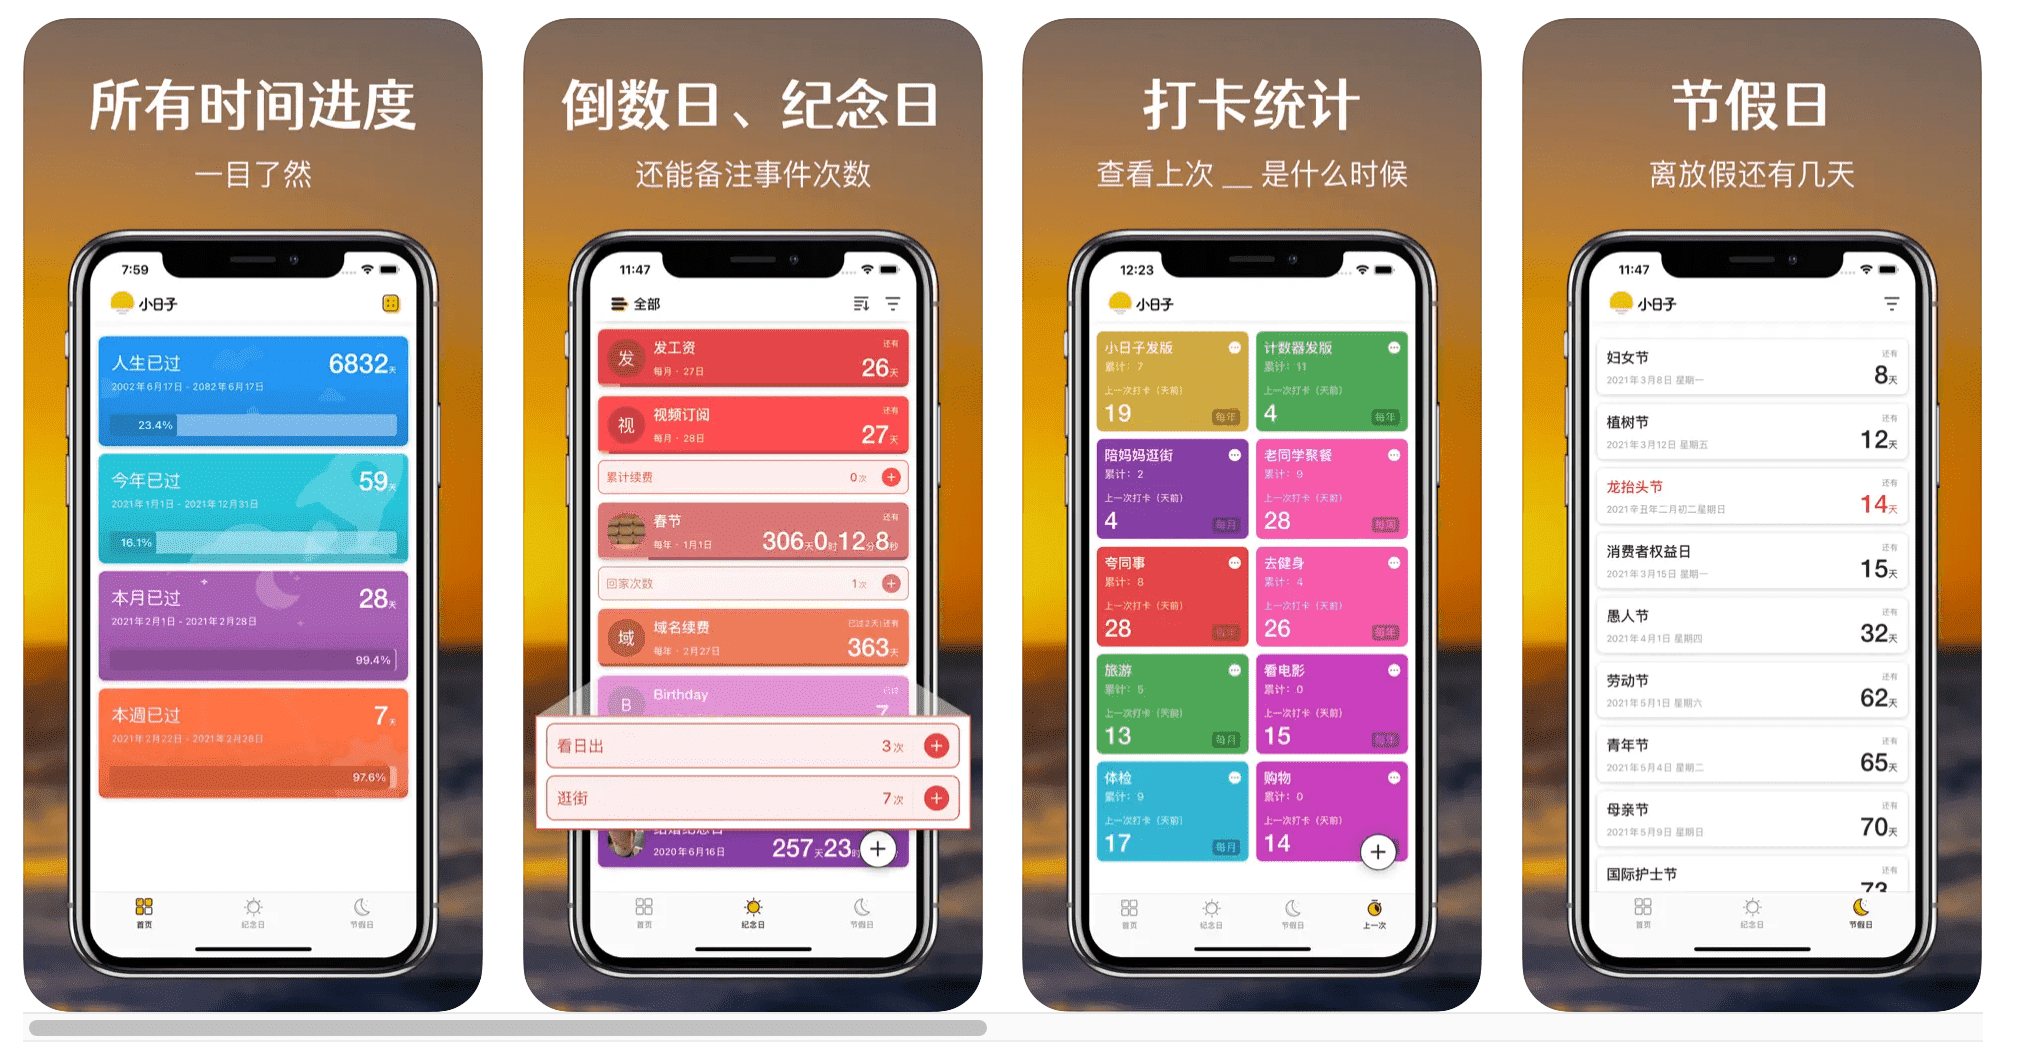 所有时间进度
一目了然
7:59
小日子
人生已过
6832天
2002年6月17日 - 2082年6月17日
23.4%
今年已过
59天
2021年1月1日 - 2021年12月31日
16.1%
本月已过
28天
2021年2月1日 - 2021年2月28日
99.4%
本週已过
7天
2021年2月22日 - 2021年2月28日
97.6%
首页
纪念日
节假日
倒数日、纪念日
还能备注事件次数
11:47
全部
发
发工资
还有
每月 · 27日
26天
视
视频订阅
还有
每月 · 28日
27天
累计续费
0次
春节
还有
每年 · 1月1日
306天0时12分8秒
回家次数
1次
域
域名续费
已过2天|还有
每年 · 2月27日
363天
B
Birthday
已过
7
看日出
3次
逛街
7次
结婚纪念日
2020年6月16日
257天23时
首页
纪念日
节假日
打卡统计
查看上次 __ 是什么时候
12:23
小日子
小日子发版
累计：7
上一次打卡（天前）
19
每年
计数器发版
累计：11
上一次打卡（天前）
4
每年
陪妈妈逛街
累计：2
上一次打卡（天前）
4
每月
老同学聚餐
累计：9
上一次打卡（天前）
28
每周
夸同事
累计：8
上一次打卡（天前）
28
每年
去健身
累计：4
上一次打卡（天前）
26
每年
旅游
累计：5
上一次打卡（天前）
13
每月
看电影
累计：0
上一次打卡（天前）
15
每年
体检
累计：9
上一次打卡（天前）
17
每月
购物
累计：0
上一次打卡（天前）
14
首页
纪念日
节假日
上一次
节假日
离放假还有几天
11:47
小日子
妇女节
还有
2021年3月8日 星期一
8天
植树节
还有
2021年3月12日 星期五
12天
龙抬头节
还有
2021辛丑年二月初二星期日
14天
消费者权益日
还有
2021年3月15日 星期一
15天
愚人节
还有
2021年4月1日 星期四
32天
劳动节
还有
2021年5月1日 星期六
62天
青年节
还有
2021年5月4日 星期二
65天
母亲节
还有
2021年5月9日 星期日
70天
国际护士节
还有
73
首页
纪念日
节假日